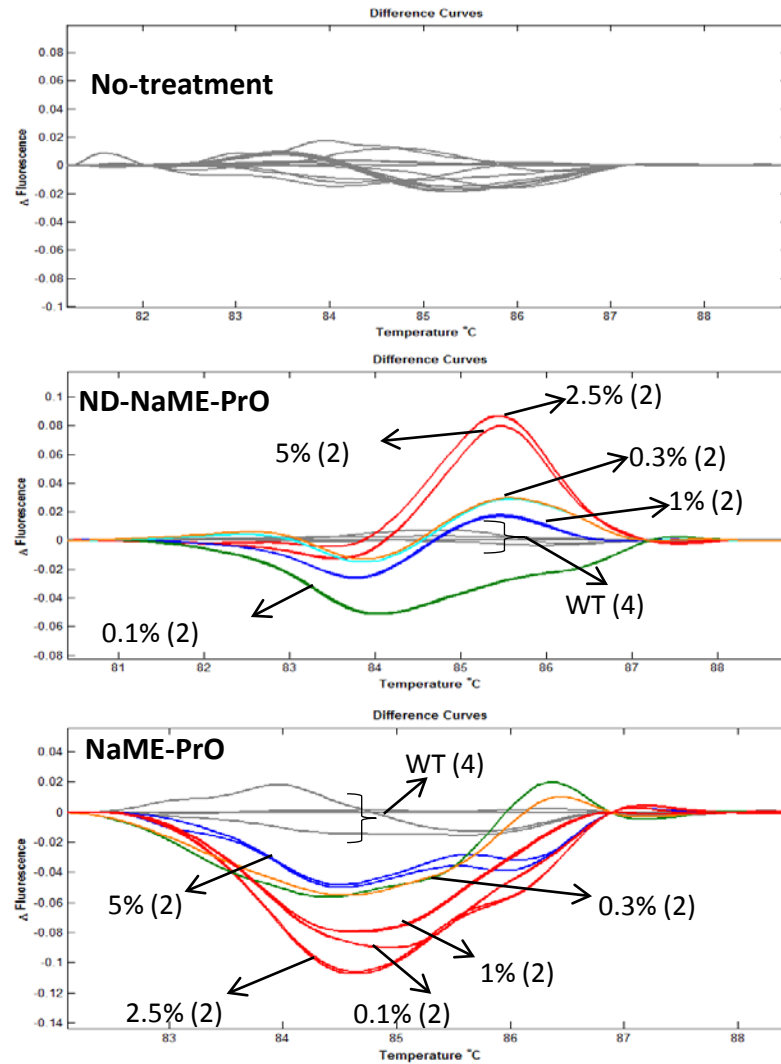 Difference Curves
No-treatment
Δ Fluorescence
0.08
0.06
0.04
0.02
0
-0.02
-0.04
-0.06
-0.08
-0.1
82 83 84 85 86 87 88
Temperature °C
Difference Curves
ND-NaME-PrO
Δ Fluorescence
0.1
0.08
0.06
0.04
0.02
0
-0.02
-0.04
-0.06
-0.08
2.5% (2)
5% (2)
0.3% (2)
1% (2)
WT (4)
0.1% (2)
81 82 83 84 85 86 87 88
Temperature °C
Difference Curves
NaME-PrO
Δ Fluorescence
0.04
0.02
0
-0.02
-0.04
-0.06
-0.08
-0.1
-0.12
-0.14
WT (4)
5% (2)
0.3% (2)
1% (2)
2.5% (2)
0.1% (2)
83 84 85 86 87 88
Temperature °C